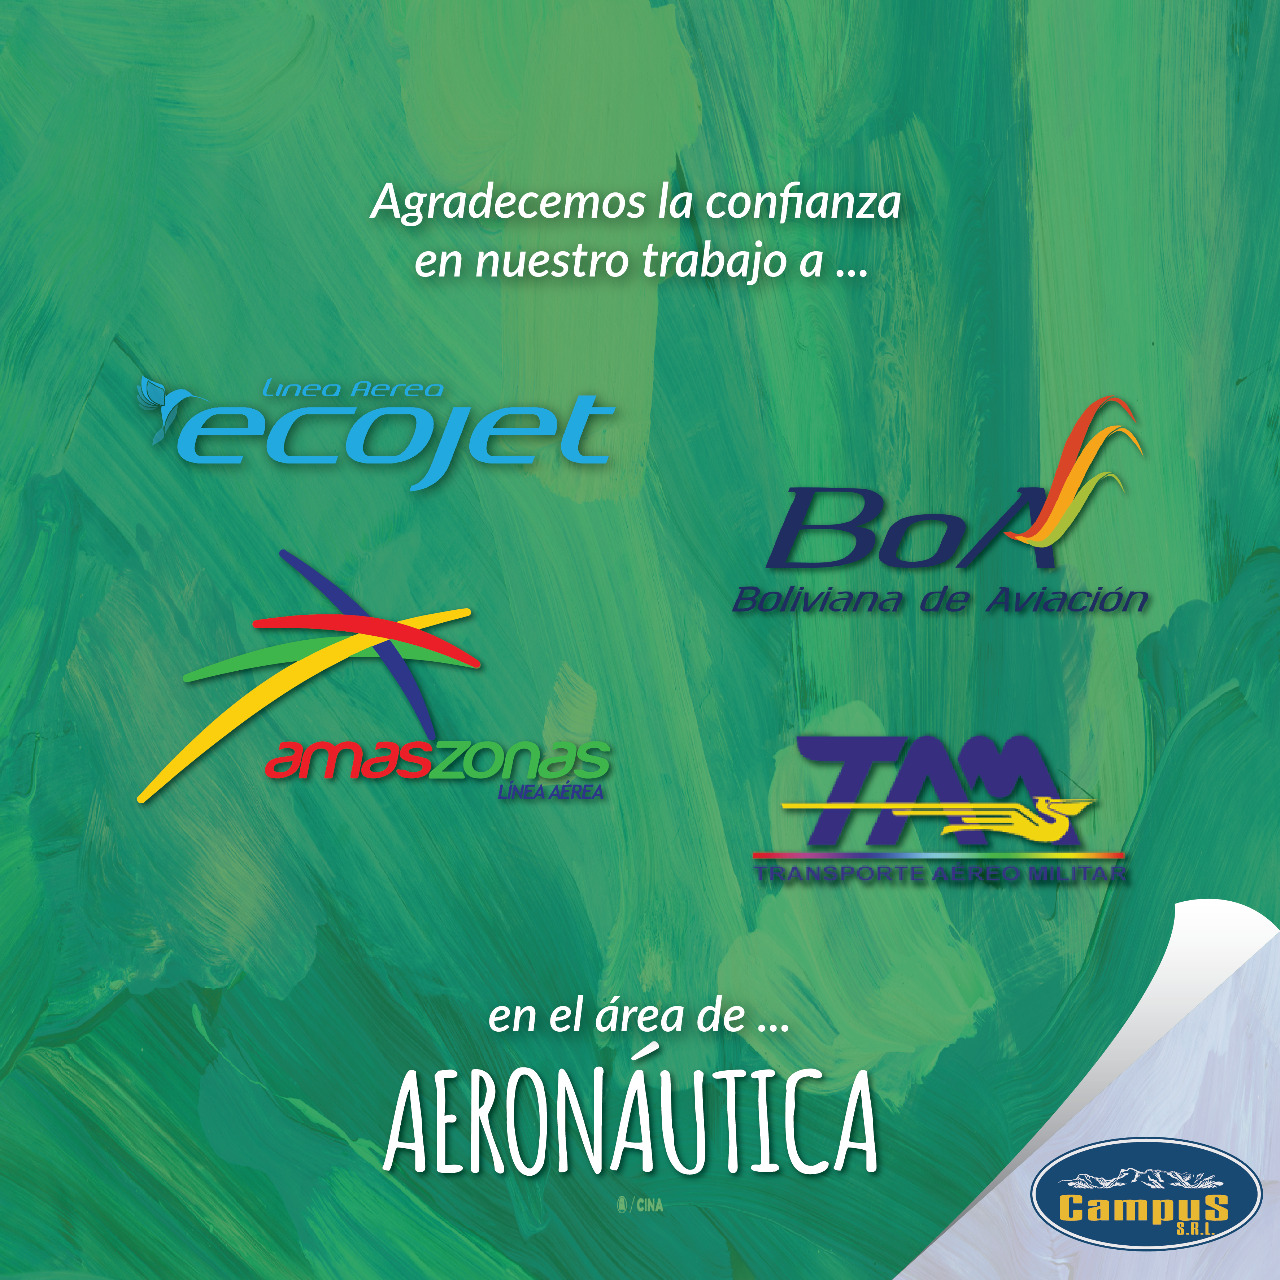 Agradecemos la confianza
en nuestro trabajo a ...
Linea Aerea
ecojet
BoA
Boliviana de Aviación
amaszonas
LÍNEA AÉREA
TAM
TRANSPORTE AEREO MILITAR
en el área de ...
AERONÁUTICA
/ CINA
CampuS
S.R.L.